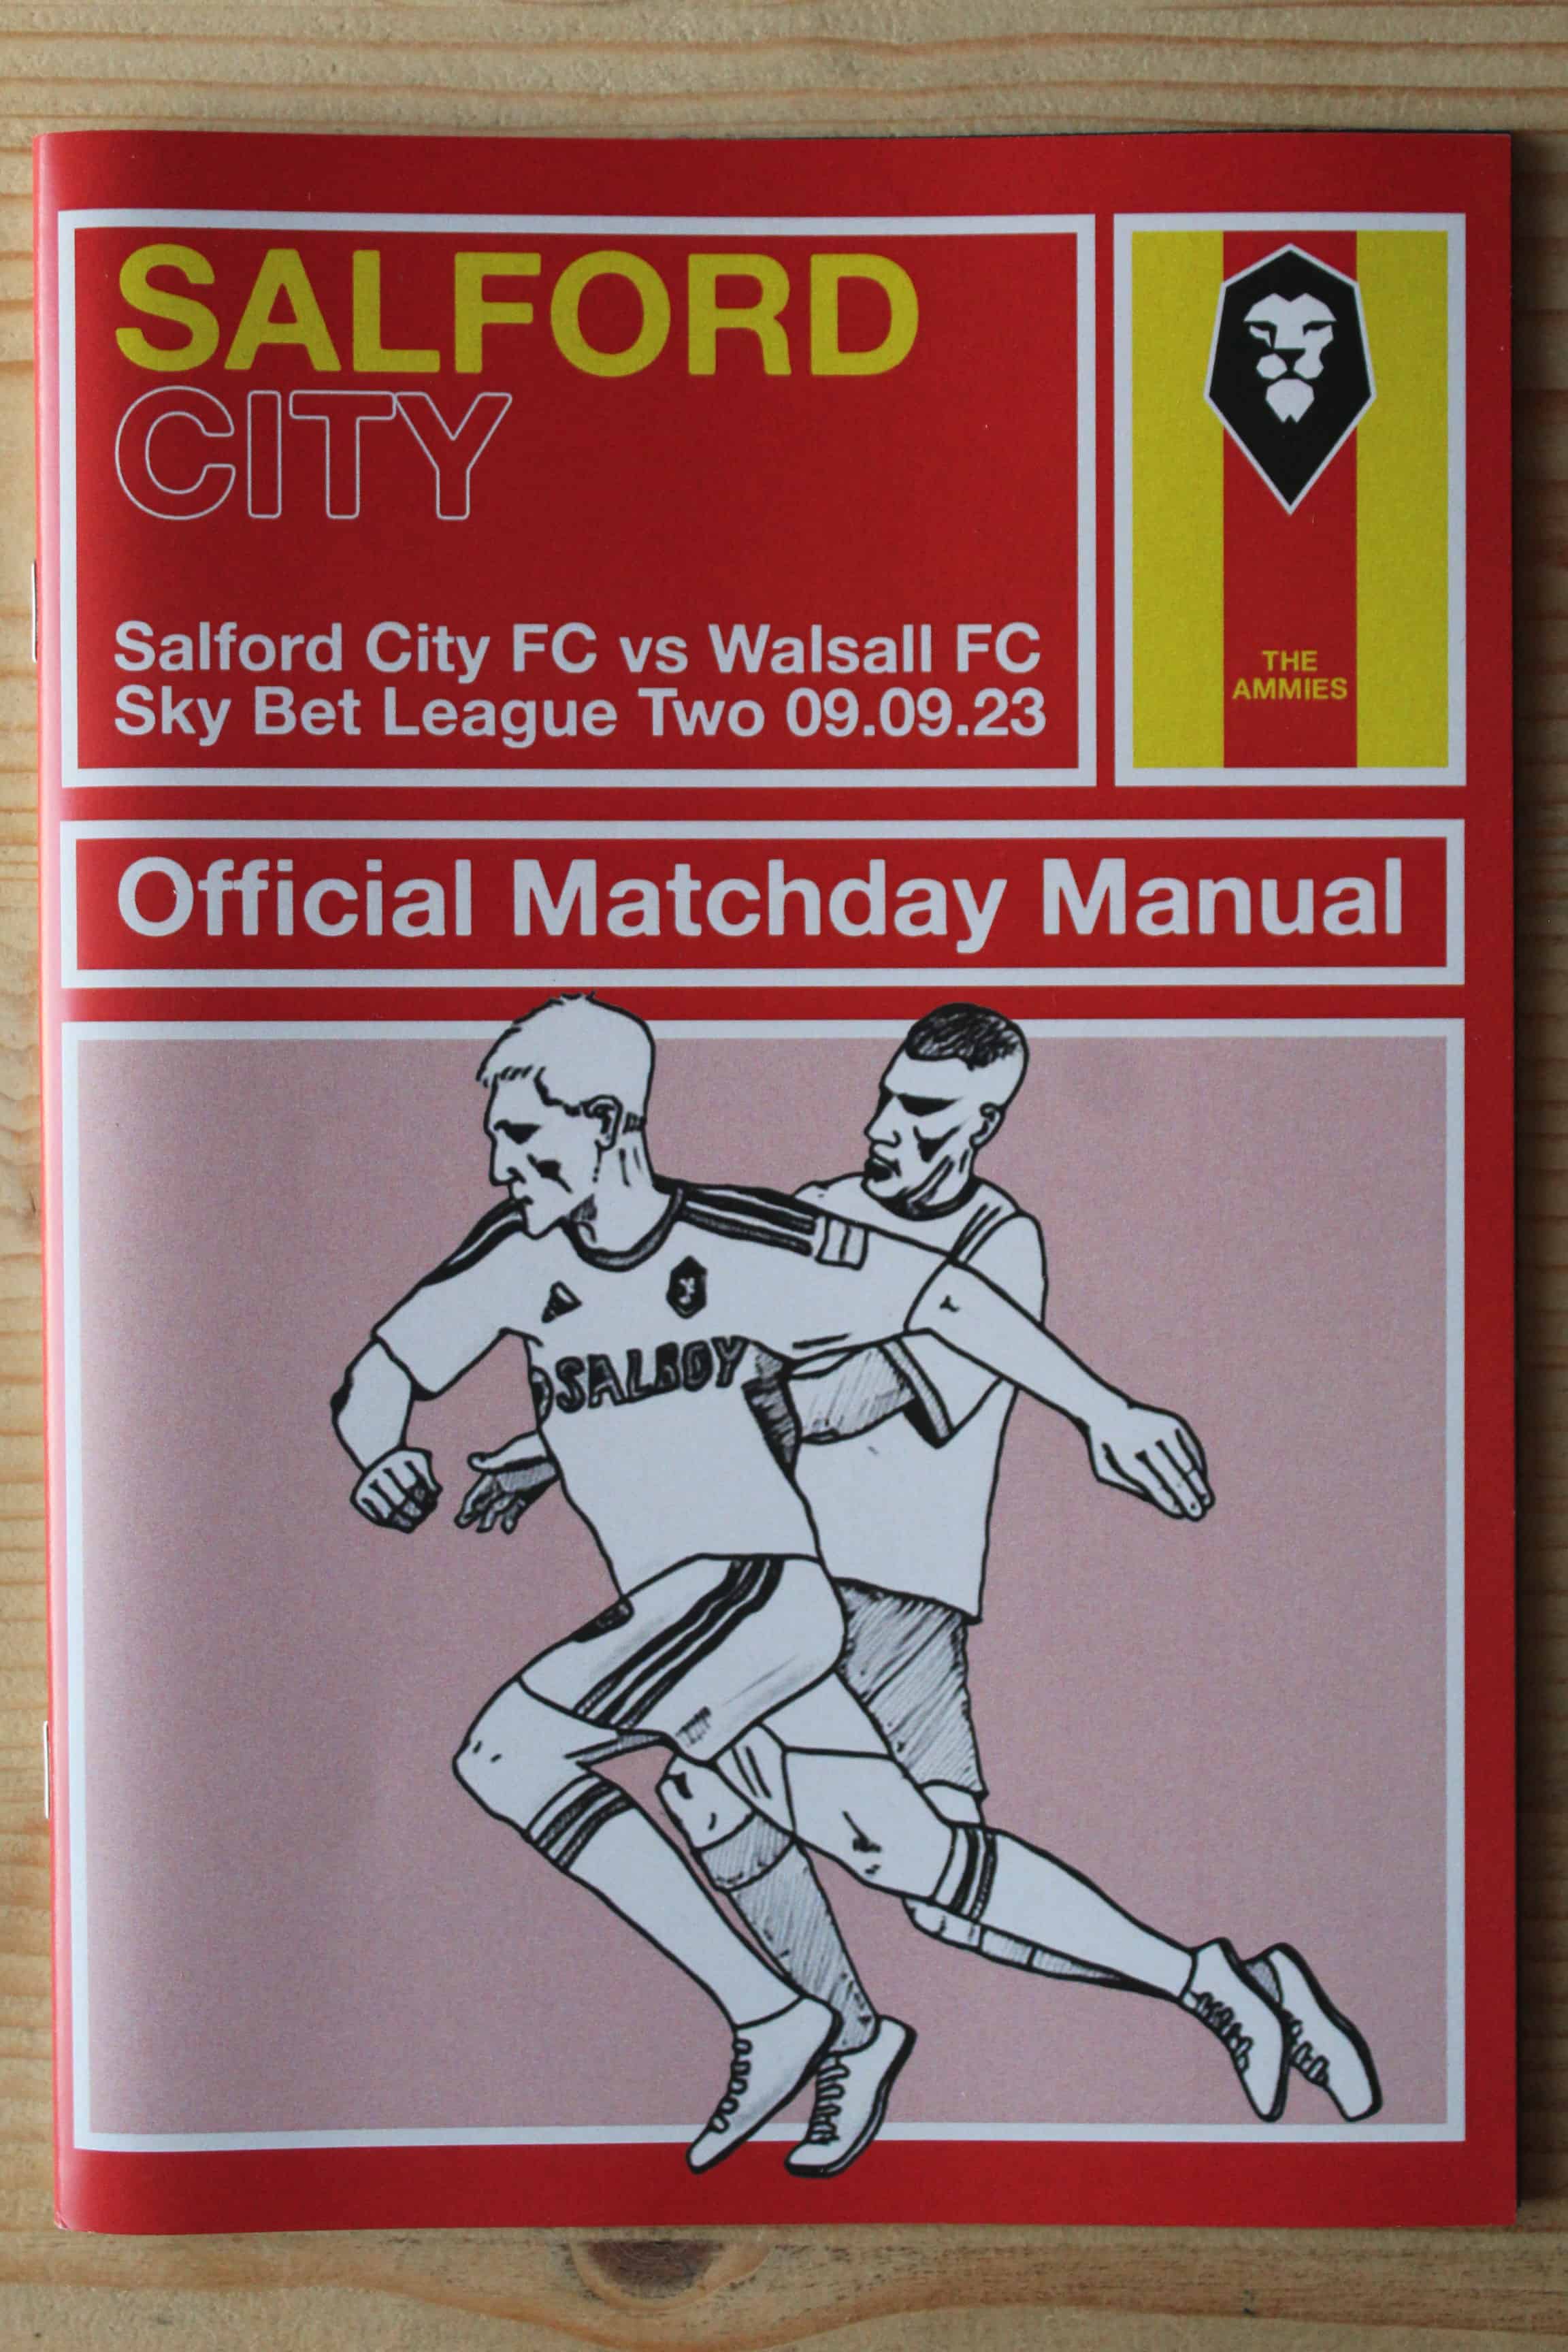 SALFORD
CITY
Salford City FC vs Walsall FC
Sky Bet League Two 09.09.23
THE
AMMIES
Official Matchday Manual
SALBOY